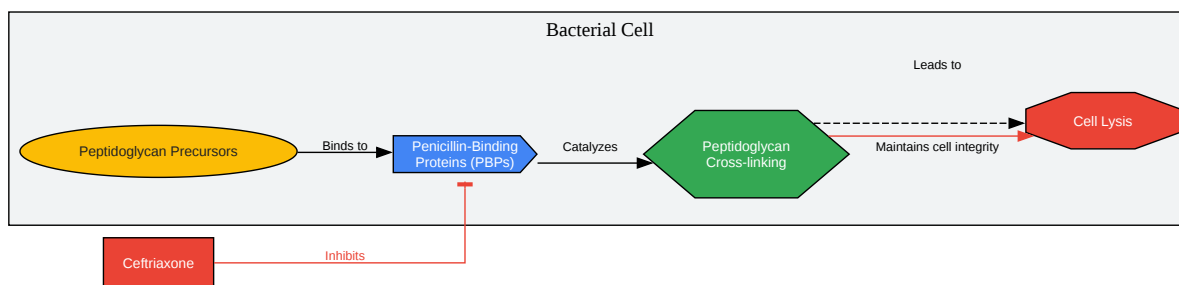 Bacterial Cell
Leads to
Cell Lysis
Peptidoglycan Precursors
Binds to
Penicillin-Binding
Proteins (PBPs)
Catalyzes
Peptidoglycan
Cross-linking
Maintains cell integrity
Ceftriaxone
Inhibits